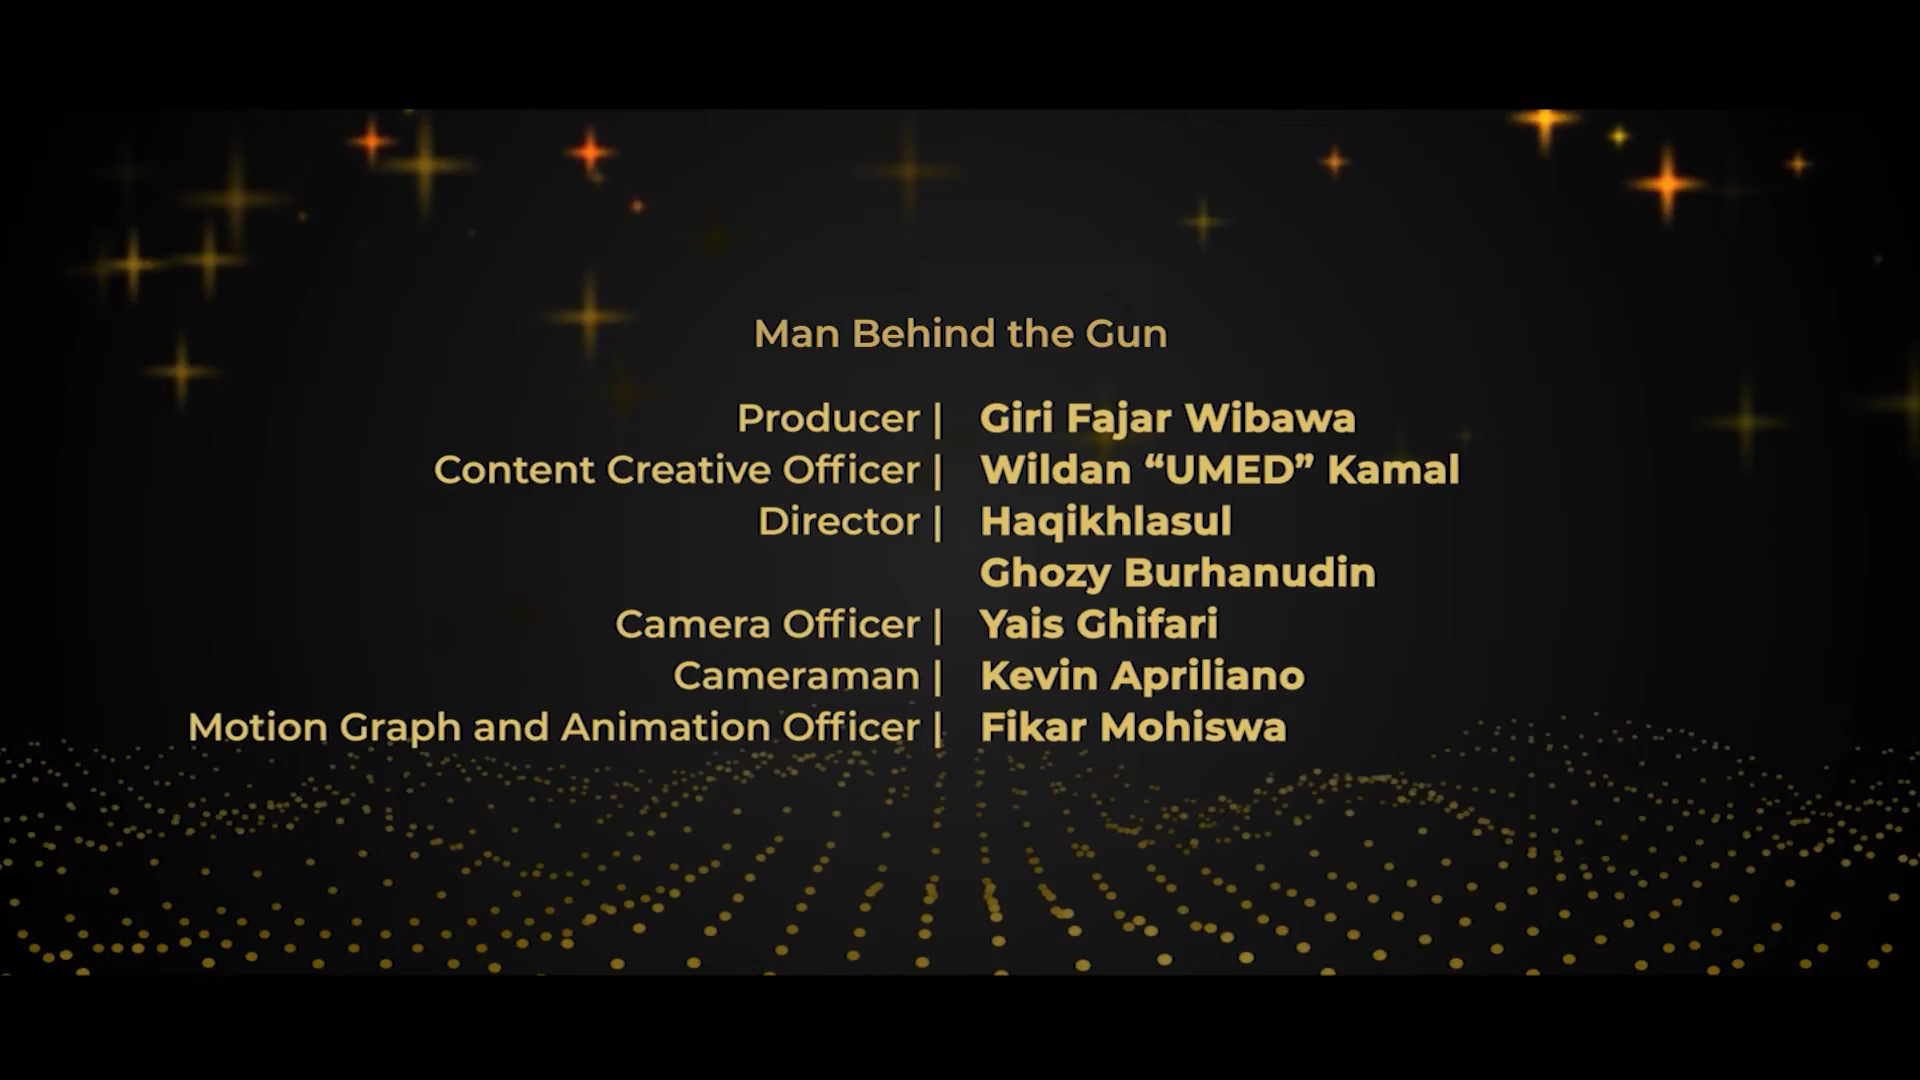 Man Behind the Gun
Producer | Giri Fajar Wibawa
Content Creative Officer | Wildan “UMED” Kamal
Director | Haqikhlasul
Ghozy Burhanudin
Camera Officer | Yais Ghifari
Cameraman | Kevin Apriliano
Motion Graph and Animation Officer | Fikar Mohiswa